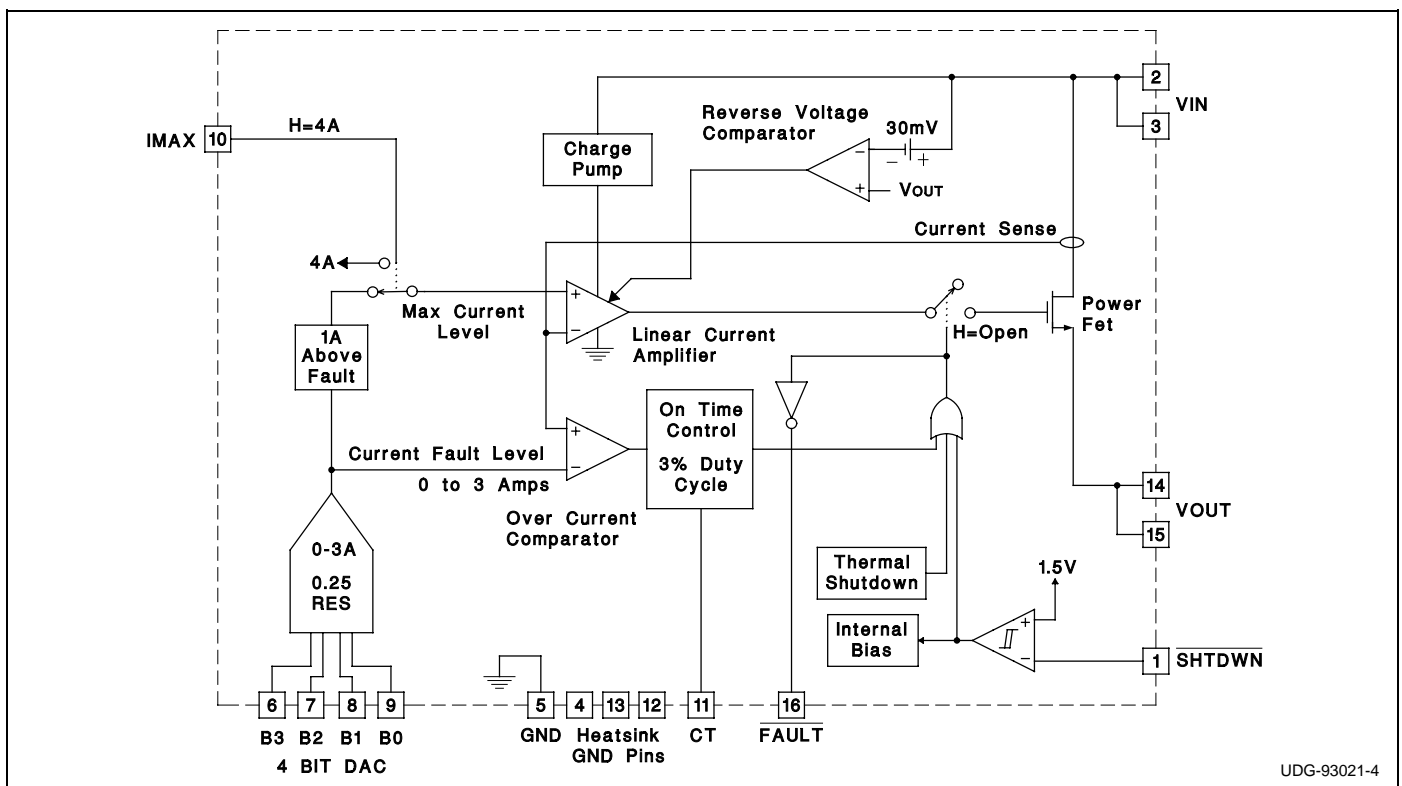 2
VIN
3
Reverse Voltage
Comparator
30mV
− +
−
+
VOUT
H=4A
IMAX 10
Charge
Pump
Current Sense
4A
+
−
Max Current
Level
Linear Current
Amplifier
H=Open
Power
Fet
1A
Above
Fault
On Time
Control
3% Duty
Cycle
+
−
Current Fault Level
0 to 3 Amps
Over Current
Comparator
14
VOUT
15
0-3A
0.25
RES
Thermal
Shutdown
1.5V
Internal
Bias
+
−
1 SHTDWN
6 7 8 9
B3 B2 B1 B0
4 BIT DAC
5 4 13 12 11 16
GND Heatsink
GND Pins
CT
FAULT
UDG-93021-4